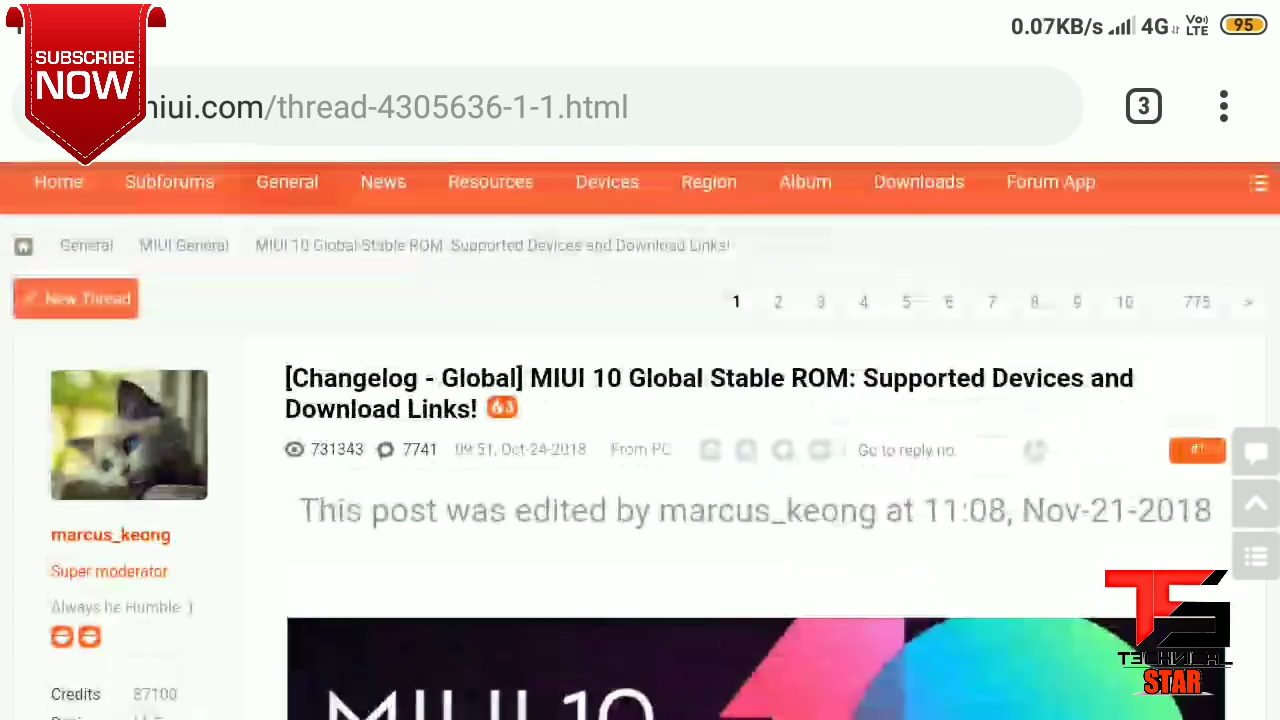 0.07KB/s 4G Vo) LTE 95
SUBSCRIBE
NOW
miui.com/thread-4305636-1-1.html
3
Home Subforums General News Resources Devices Region Album Downloads Forum App
General MIUI General MIUI 10 Global Stable ROM: Supported Devices and Download Links!
New Thread
1 2 3 4 5 6 7 8 9 10 775 >
[Changelog - Global] MIUI 10 Global Stable ROM: Supported Devices and
Download Links! 63
731343 7741 09:51, Oct-24-2018 From PC Go to reply no. #1
This post was edited by marcus_keong at 11:08, Nov-21-2018
marcus_keong
Super moderator
Always be Humble :)
Credits 87100
MIUI 10
TECHNICAL
STAR